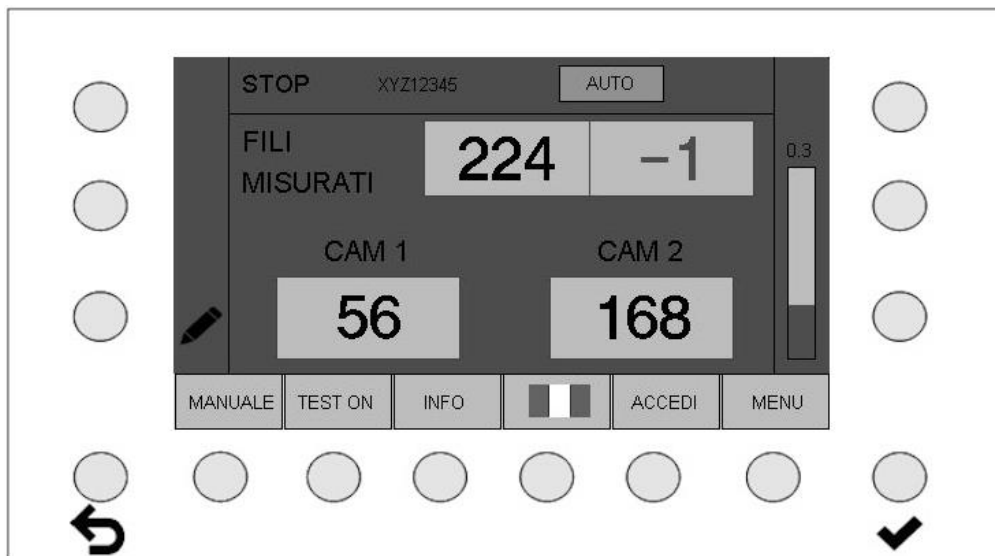 STOP XYZ12345 AUTO
FILI
MISURATI
224 -1
0.3
CAM 1 CAM 2
56 168
MANUALE TEST ON INFO ACCEDI MENU